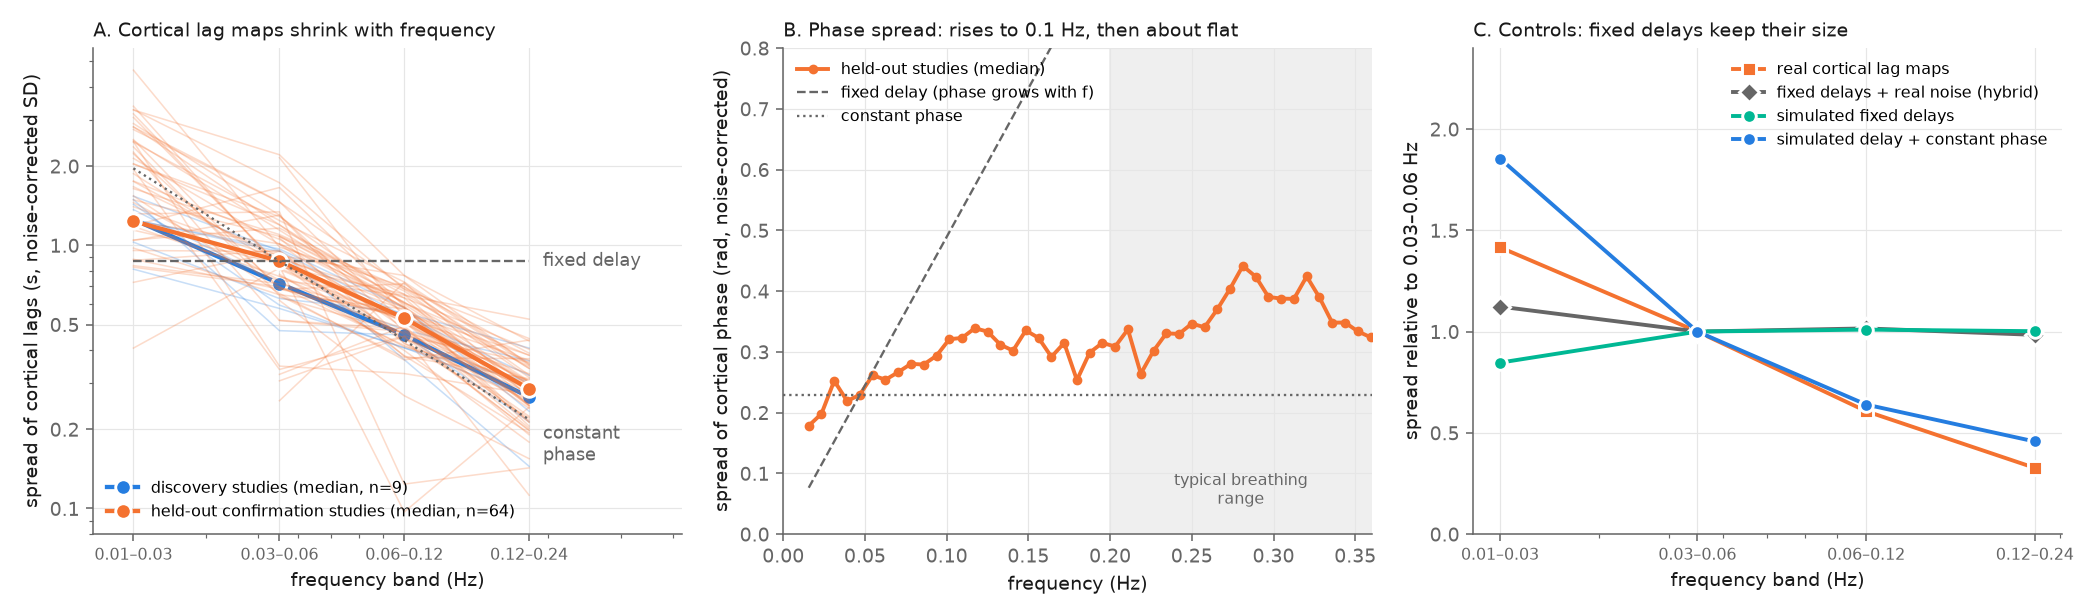 A. Cortical lag maps shrink with frequency
spread of cortical lags (s, noise-corrected SD)
2.0
1.0
0.5
0.2
0.1
fixed delay
constant
phase
discovery studies (median, n=9)
held-out confirmation studies (median, n=64)
0.01–0.03
0.03–0.06
0.06–0.12
0.12–0.24
frequency band (Hz)
B. Phase spread: rises to 0.1 Hz, then about flat
spread of cortical phase (rad, noise-corrected)
0.8
0.7
0.6
0.5
0.4
0.3
0.2
0.1
0.0
held-out studies (median)
fixed delay (phase grows with f)
constant phase
typical breathing
range
0.00
0.05
0.10
0.15
0.20
0.25
0.30
0.35
frequency (Hz)
C. Controls: fixed delays keep their size
spread relative to 0.03–0.06 Hz
2.0
1.5
1.0
0.5
0.0
real cortical lag maps
fixed delays + real noise (hybrid)
simulated fixed delays
simulated delay + constant phase
0.01–0.03
0.03–0.06
0.06–0.12
0.12–0.24
frequency band (Hz)